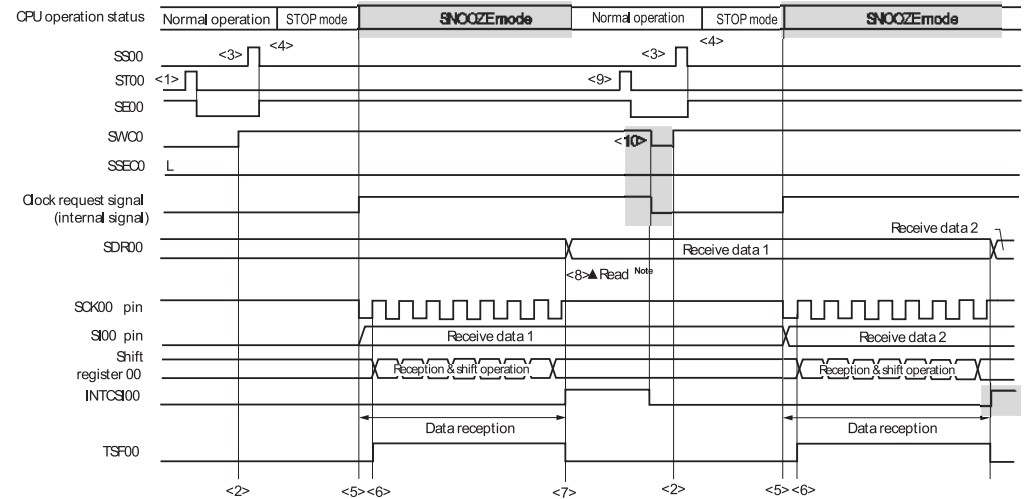 CPU operation status Normal operation STOP mode SNOOZE mode Normal operation STOP mode SNOOZE mode
<3> <4> <3> <4>
SS00
<1> <9>
ST00
SE00
SWC0 <10>
SSEC0 L
Clock request signal
(internal signal)
Receive data 2
SDR00 Receive data 1
<8>▲ Read Note
SCK00 pin
SI00 pin Receive data 1 Receive data 2
Shift
register 00 Reception & shift operation Reception & shift operation
INTCSI00
Data reception Data reception
TSF00
<2> <5> <6> <7> <2> <5> <6>